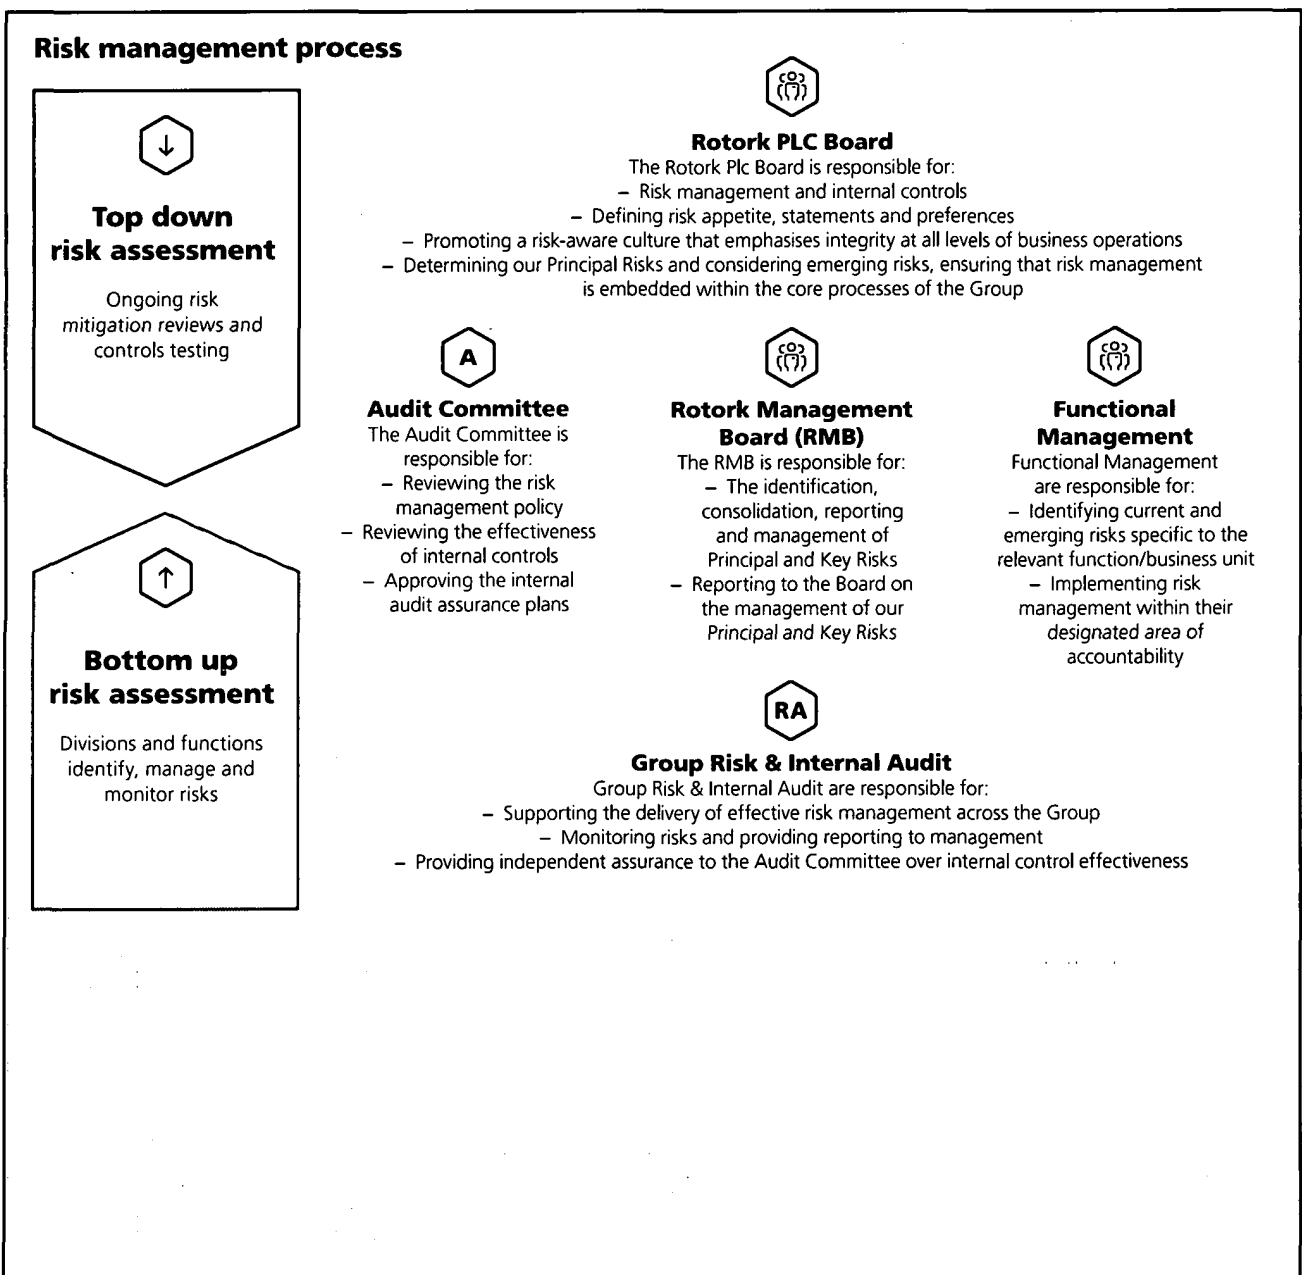 Risk management process
Top down
risk assessment
Ongoing risk
mitigation reviews and
controls testing
Bottom up
risk assessment
Divisions and functions
identify, manage and
monitor risks
Rotork PLC Board
The Rotork Plc Board is responsible for:
– Risk management and internal controls
– Defining risk appetite, statements and preferences
– Promoting a risk-aware culture that emphasises integrity at all levels of business operations
– Determining our Principal Risks and considering emerging risks, ensuring that risk management
is embedded within the core processes of the Group
A
Audit Committee
The Audit Committee is
responsible for:
– Reviewing the risk
management policy
– Reviewing the effectiveness
of internal controls
– Approving the internal
audit assurance plans
Rotork Management
Board (RMB)
The RMB is responsible for:
– The identification,
consolidation, reporting
and management of
Principal and Key Risks
– Reporting to the Board on
the management of our
Principal and Key Risks
Functional
Management
Functional Management
are responsible for:
– Identifying current and
emerging risks specific to the
relevant function/business unit
– Implementing risk
management within their
designated area of
accountability
RA
Group Risk & Internal Audit
Group Risk & Internal Audit are responsible for:
– Supporting the delivery of effective risk management across the Group
– Monitoring risks and providing reporting to management
– Providing independent assurance to the Audit Committee over internal control effectiveness